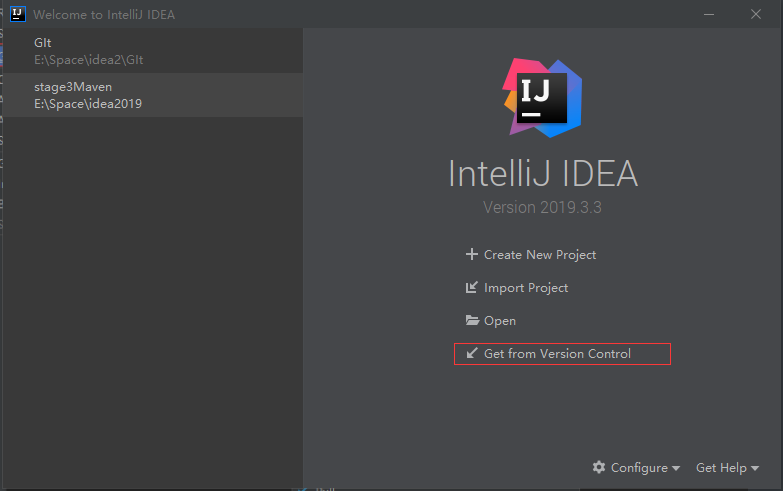 Welcome to IntelliJ IDEA
GIt
E:\Space\idea2\GIt
stage3Maven
E:\Space\idea2019
IJ
IntelliJ IDEA
Version 2019.3.3
Create New Project
Import Project
Open
Get from Version Control
Configure
Get Help